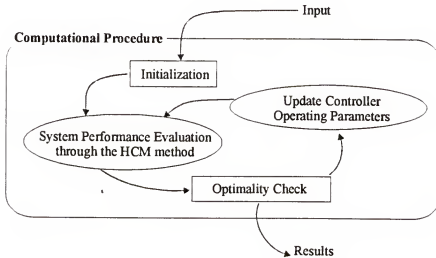 Input
Computational Procedure
Initialization
Update Controller
Operating Parameters
System Performance Evaluation
through the HCM method
Optimality Check
Results